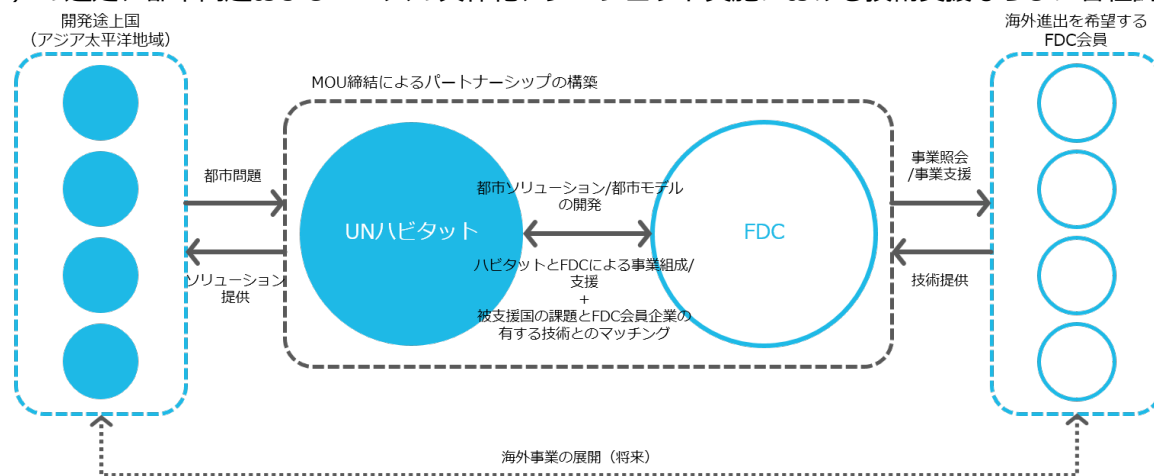 開発途上国
（アジア太平洋地域）
海外進出を希望する
FDC会員
MOU締結によるパートナーシップの構築
都市問題
ソリューション
提供
UNハビタット
都市ソリューション/都市モデル
の開発
ハビタットとFDCによる事業組成/
支援
+
被支援国の課題とFDC会員企業の
有する技術とのマッチング
FDC
事業照会
/事業支援
技術提供
海外事業の展開（将来）